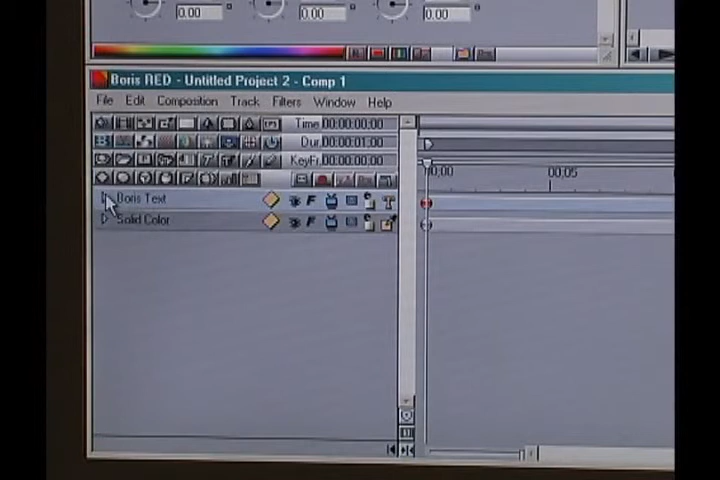 0.00 0.00 0.00
Boris RED - Untitled Project 2 - Comp 1
File Edit Composition Track Filters Window Help
Time 00:00:00:00
Dur. 00:00:01:00
KeyFr. 00:00:00:00
00:00 00:05
Boris Text
Solid Color